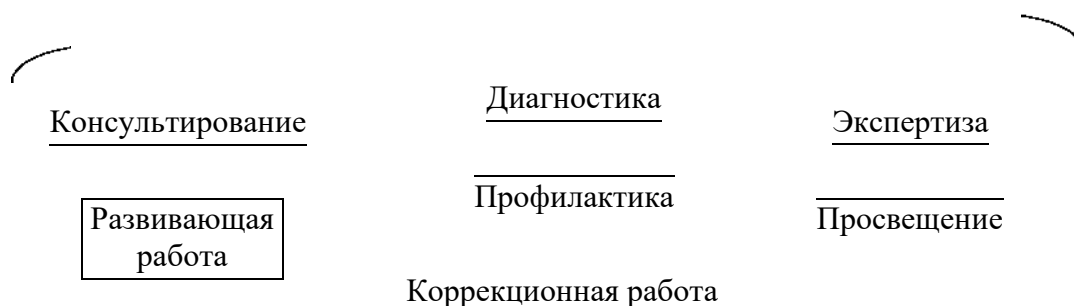 Диагностика
Консультирование
Экспертиза
Профилактика
Развивающая
работа
Просвещение
Коррекционная работа